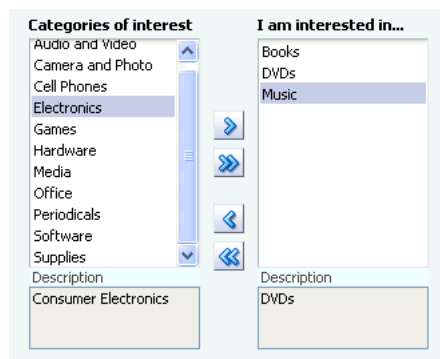 Categories of interest
Audio and Video
Camera and Photo
Cell Phones
Electronics
Games
Hardware
Media
Office
Periodicals
Software
Supplies
Description
Consumer Electronics
I am interested in...
Books
DVDs
Music
Description
DVDs